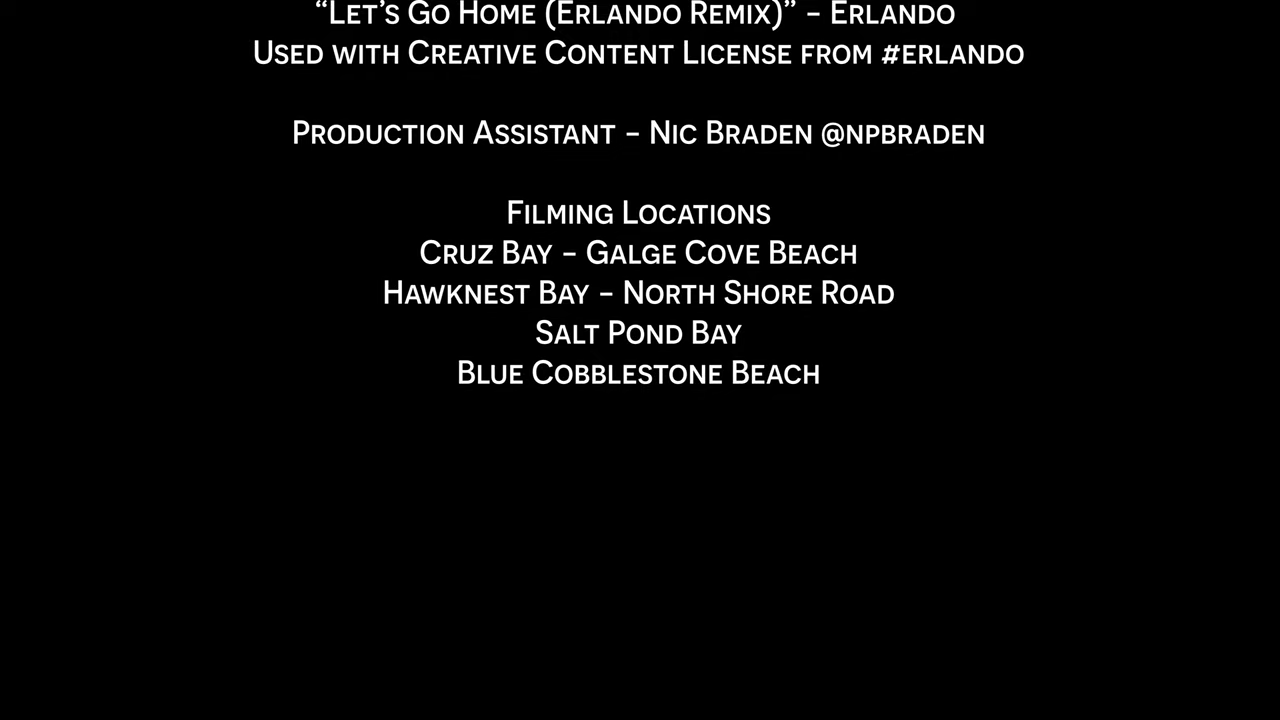 “Let’s Go Home (Erlando Remix)” – Erlando
Used with Creative Content License from #erlando
Production Assistant – Nic Braden @npbraden
Filming Locations
Cruz Bay – Galge Cove Beach
Hawknest Bay – North Shore Road
Salt Pond Bay
Blue Cobblestone Beach